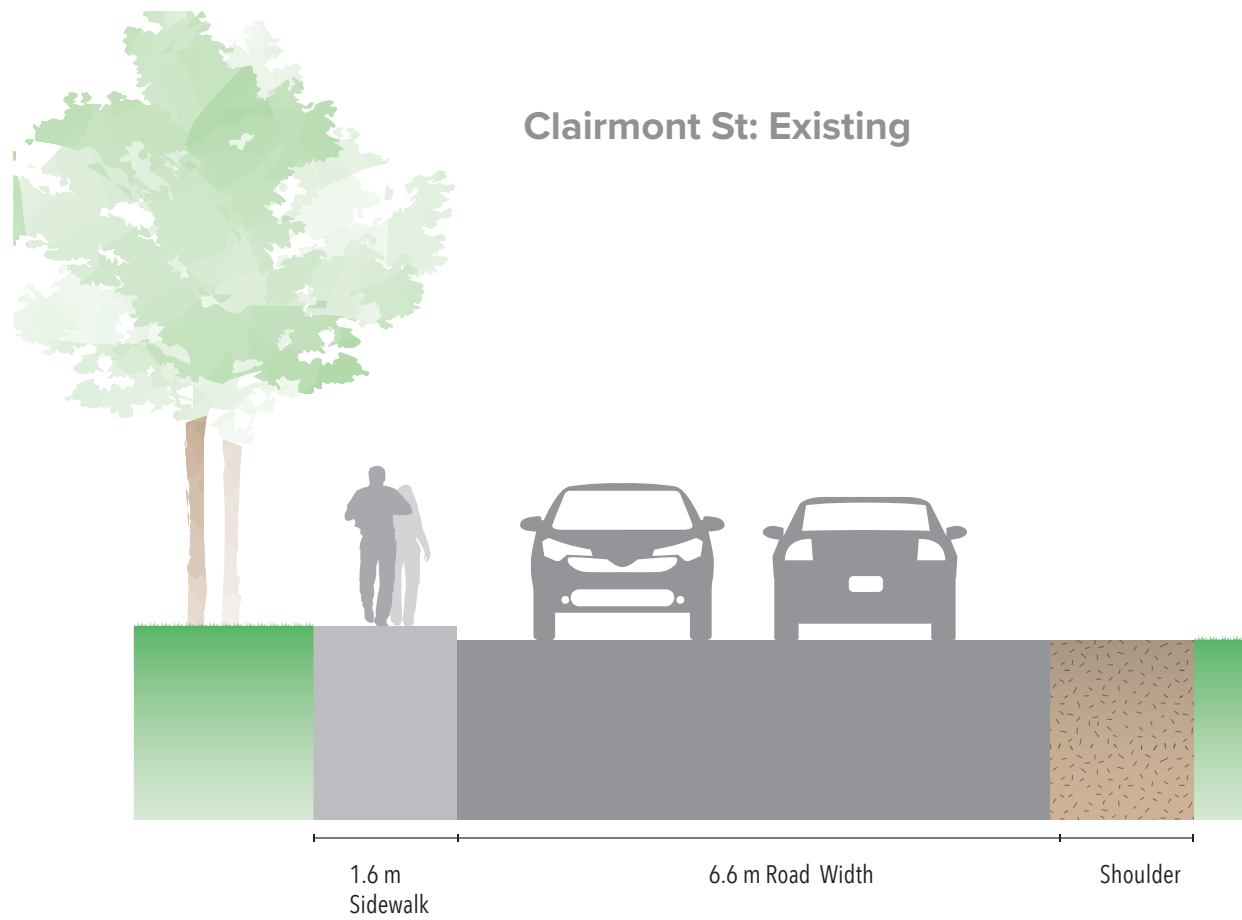 Clairmont St: Existing
1.6 m
Sidewalk
6.6 m Road Width
Shoulder